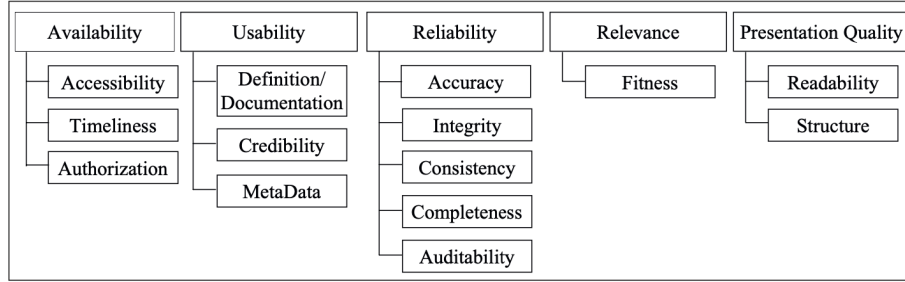 Availability
Accessibility
Timeliness
Authorization
Usability
Definition/
Documentation
Credibility
MetaData
Reliability
Accuracy
Integrity
Consistency
Completeness
Auditability
Relevance
Fitness
Presentation Quality
Readability
Structure